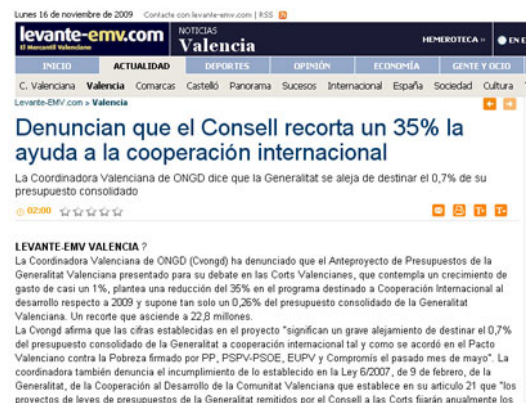 Lunes 16 de noviembre de 2009 Contacte con levante-emv.com | RSS
levante-emv.com NOTICIAS
El Mercantil Valenciano Valencia HEMEROTECA » EN E
INICIO ACTUALIDAD DEPORTES OPINIÓN ECONOMÍA GENTE Y OCIO
C. Valenciana Valencia Comarcas Castelló Panorama Sucesos Internacional España Sociedad Cultura
Levante-EMV.com » Valencia
Denuncian que el Consell recorta un 35% la
ayuda a la cooperación internacional
La Coordinadora Valenciana de ONGD dice que la Generalitat se aleja de destinar el 0,7% de su
presupuesto consolidado
02:00
LEVANTE-EMV VALENCIA ?
La Coordinadora Valenciana de ONGD (Cvongd) ha denunciado que el Anteproyecto de Presupuestos de la
Generalitat Valenciana presentado para su debate en las Corts Valencianes, que contempla un crecimiento de
gasto de casi un 1%, plantea una reducción del 35% en el programa destinado a Cooperación Internacional al
desarrollo respecto a 2009 y supone tan solo un 0,26% del presupuesto consolidado de la Generalitat
Valenciana. Un recorte que asciende a 22,8 millones.
La Cvongd afirma que las cifras establecidas en el proyecto "significan un grave alejamiento de destinar el 0,7%
del presupuesto consolidado de la Generalitat a cooperación internacional tal y como se acordó en el Pacto
Valenciano contra la Pobreza firmado por PP, PSPV-PSOE, EUPV y Compromís el pasado mes de mayo". La
coordinadora también denuncia el incumplimiento de lo establecido en la Ley 6/2007, de 9 de febrero, de la
Generalitat, de la Cooperación al Desarrollo de la Comunitat Valenciana que establece en su articulo 21 que "los
proyectos de leyes de presupuestos de la Generalitat remitidos por el Consell a las Corts fijarán anualmente los